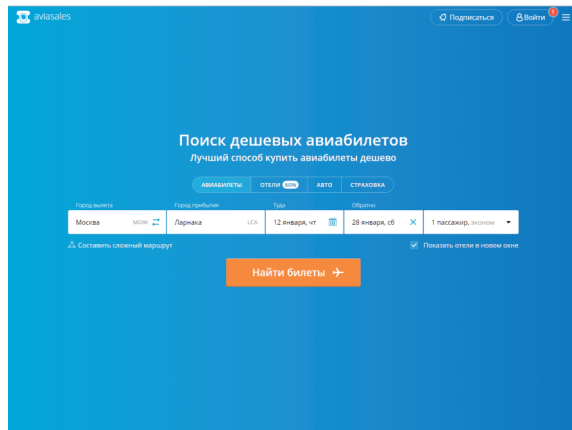 aviasales
Подписаться
Войти
1
Поиск дешевых авиабилетов
Лучший способ купить авиабилеты дешево
АВИАБИЛЕТЫ ОТЕЛИ 60% АВТО СТРАХОВКА
Город вылета Город прибытия Туда Обратно
Москва MOW Ларнака LCA 12 января, чт 28 января, сб 1 пассажир, эконом
Составить сложный маршрут Показать отели в новом окне
Найти билеты